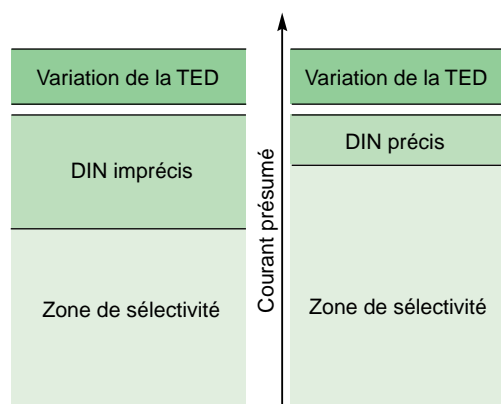 Variation de la TED
DIN imprécis
Zone de sélectivité
Courant présumé
Variation de la TED
DIN précis
Zone de sélectivité